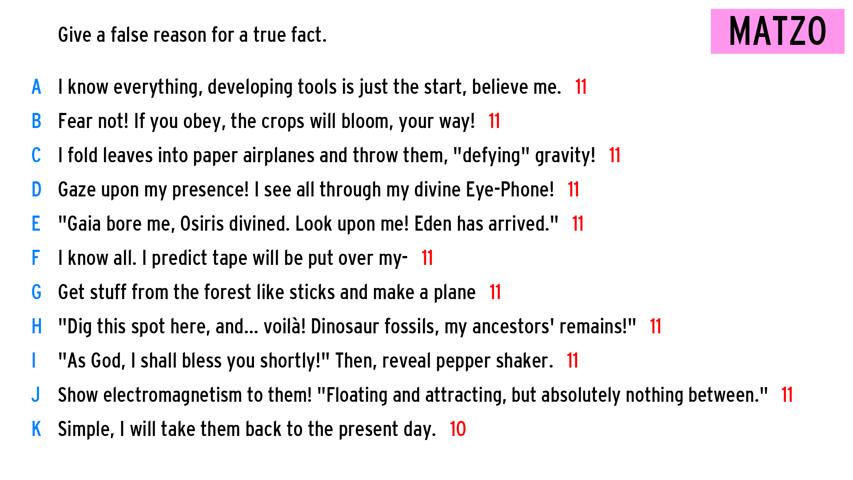 Give a false reason for a true fact.
MATZO
A I know everything, developing tools is just the start, believe me. 11
B Fear not! If you obey, the crops will bloom, your way! 11
C I fold leaves into paper airplanes and throw them, "defying" gravity! 11
D Gaze upon my presence! I see all through my divine Eye-Phone! 11
E "Gaia bore me, Osiris divined. Look upon me! Eden has arrived." 11
F I know all. I predict tape will be put over my- 11
G Get stuff from the forest like sticks and make a plane 11
H "Dig this spot here, and... voilà! Dinosaur fossils, my ancestors' remains!" 11
I "As God, I shall bless you shortly!" Then, reveal pepper shaker. 11
J Show electromagnetism to them! "Floating and attracting, but absolutely nothing between." 11
K Simple, I will take them back to the present day. 10